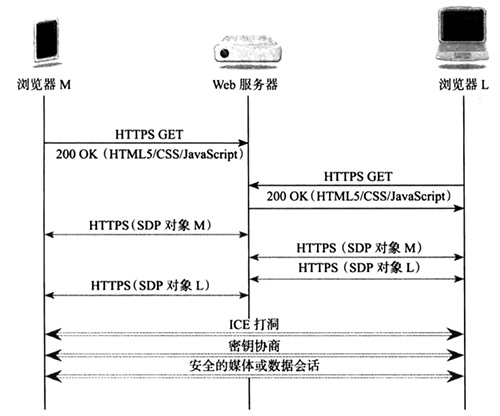 浏览器 M
Web 服务器
浏览器 L
HTTPS GET
200 OK (HTML5/CSS/JavaScript)
HTTPS GET
200 OK (HTML5/CSS/JavaScript)
HTTPS (SDP 对象 M)
HTTPS (SDP 对象 M)
HTTPS (SDP 对象 L)
HTTPS (SDP 对象 L)
ICE 打洞
密钥协商
安全的媒体或数据会话